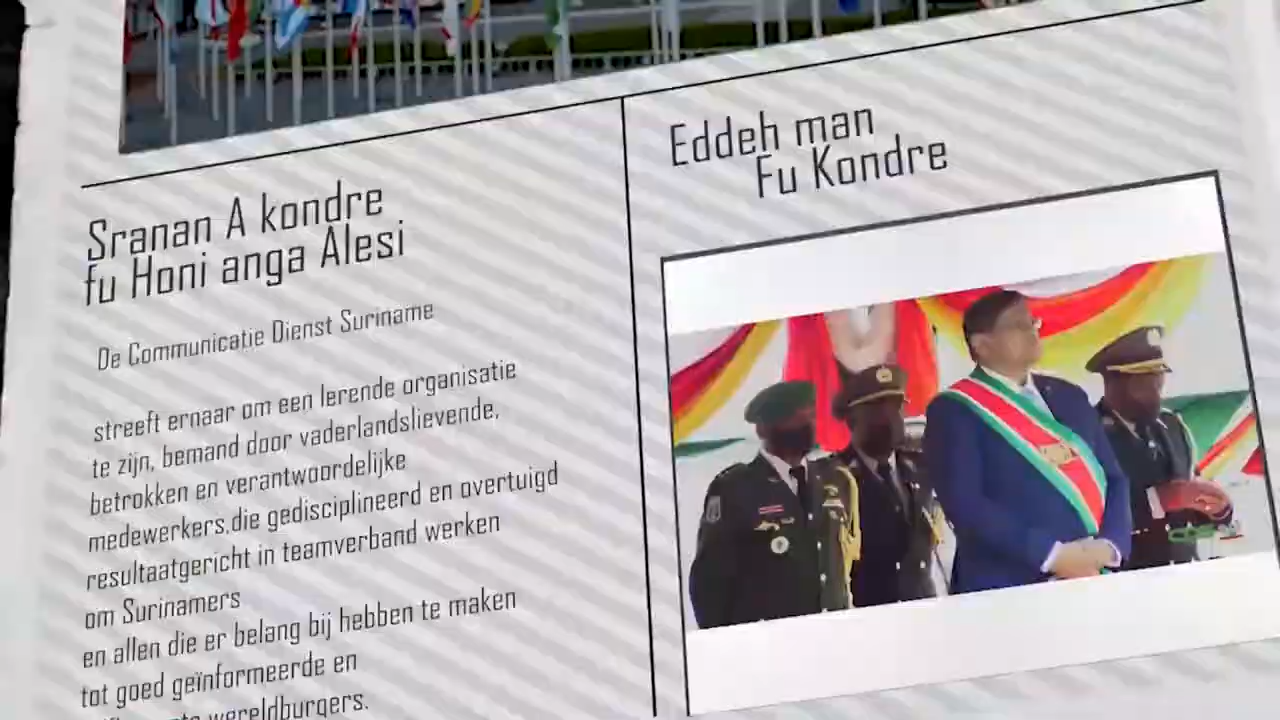 Sranan A kondre
fu Honi anga Alesi
De Communicatie Dienst Suriname
streeft ernaar om een lerende organisatie
te zijn, bemand door vaderlandslievende,
betrokken en verantwoordelijke
medewerkers,die gedisciplineerd en overtuigd
resultaatgericht in teamverband werken
om Surinamers
en allen die er belang bij hebben te maken
tot goed geïnformeerde en
wereldburgers.
Eddeh man
Fu Kondre